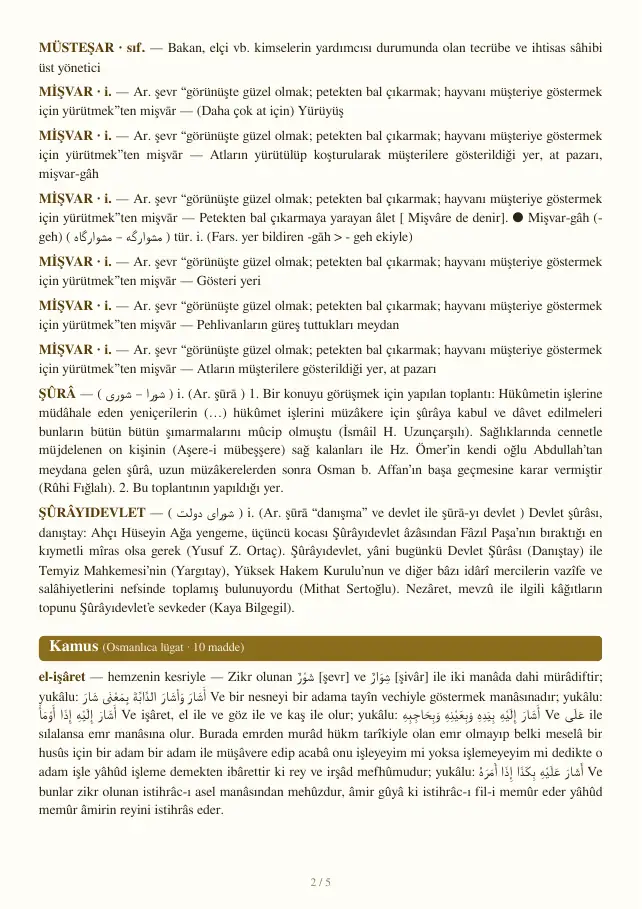 MÜSTEŞAR · sıf. — Bakan, elçi vb. kimselerin yardımcısı durumunda olan tecrübe ve ihtisas sâhibi
üst yönetici
MİŞVAR · i. — Ar. şevr “görünüşte güzel olmak; petekten bal çıkarmak; hayvanı müşteriye göstermek
için yürütmek”ten mişvār — (Daha çok at için) Yürüyüş
MİŞVAR · i. — Ar. şevr “görünüşte güzel olmak; petekten bal çıkarmak; hayvanı müşteriye göstermek
için yürütmek”ten mişvār — Atların yürütülüp koşturularak müşterilere gösterildiği yer, at pazarı,
mişvar-gâh
MİŞVAR · i. — Ar. şevr “görünüşte güzel olmak; petekten bal çıkarmak; hayvanı müşteriye göstermek
için yürütmek”ten mişvār — Petekten bal çıkarmaya yarayan âlet [ Mişvâre de denir]. ● Mişvar-gâh (-
geh) ( مشوارگه – مشوارگاه ) tür. i. (Fars. yer bildiren -gāh > - geh ekiyle)
MİŞVAR · i. — Ar. şevr “görünüşte güzel olmak; petekten bal çıkarmak; hayvanı müşteriye göstermek
için yürütmek”ten mişvār — Gösteri yeri
MİŞVAR · i. — Ar. şevr “görünüşte güzel olmak; petekten bal çıkarmak; hayvanı müşteriye göstermek
için yürütmek”ten mişvār — Pehlivanların güreş tuttukları meydan
MİŞVAR · i. — Ar. şevr “görünüşte güzel olmak; petekten bal çıkarmak; hayvanı müşteriye göstermek
için yürütmek”ten mişvār — Atların müşterilere gösterildiği yer, at pazarı
ŞÛRÂ — ( شورا – شورى ) i. (Ar. şūrā ) 1. Bir konuyu görüşmek için yapılan toplantı: Hükûmetin işlerine
müdâhale eden yeniçerilerin (…) hükûmet işlerini müzâkere için şûrâya kabul ve dâvet edilmeleri
bunların bütün bütün şımarmalarını mûcip olmuştu (İsmâil H. Uzunçarşılı). Sağlıklarında cennetle
müjdelenen on kişinin (Aşere-i mübeşşere) sağ kalanları ile Hz. Ömer’in kendi oğlu Abdullah’tan
meydana gelen şûrâ, uzun müzâkerelerden sonra Osman b. Affan’ın başa geçmesine karar vermiştir
(Rûhi Fığlalı). 2. Bu toplantının yapıldığı yer.
ŞÛRÂYIDEVLET — ( شوراى دولت ) i. (Ar. şūrā “danışma” ve devlet ile şūrā-yı devlet ) Devlet şûrâsı,
danıştay: Ahçı Hüseyin Ağa yengeme, üçüncü kocası Şûrâyıdevlet âzâsından Fâzıl Paşa’nın bıraktığı en
kıymetli mîras olsa gerek (Yusuf Z. Ortaç). Şûrâyıdevlet, yâni bugünkü Devlet Şûrâsı (Danıştay) ile
Temyiz Mahkemesi’nin (Yargıtay), Yüksek Hakem Kurulu’nun ve diğer bâzı idârî mercilerin vazîfe ve
salâhiyetlerini nefsinde toplamış bulunuyordu (Mithat Sertoğlu). Nezâret, mevzû ile ilgili kâğıtların
topunu Şûrâyıdevlet’e sevkeder (Kaya Bilgegil).
Kamus (Osmanlıca lügat · 10 madde)
el-işâret — hemzenin kesriyle — Zikr olunan شَوْرٌ [şevr] ve شِوَارٌ [şivâr] ile iki manâda dahi mürâdiftir;
yukâlu: أَشَارَ وَأَشَارَ الدَّابَّةَ بِمَعْنَى شَارَ Ve bir nesneyi bir adama tayîn vechiyle göstermek manâsınadır; yukâlu:
أَشَارَ إِلَيْهِ إِذَا أَوْمَأَ Ve işâret, el ile ve göz ile ve kaş ile olur; yukâlu: أَشَارَ إِلَيْهِ بِيَدِهِ وَبِعَيْنِهِ وَبِحَاجِبِهِ Ve عَلَى ile
sılalansa emr manâsına olur. Burada emrden murâd hükm tarîkiyle olan emr olmayıp belki meselâ bir
husûs için bir adam bir adam ile müşâvere edip acabâ onu işleyeyim mi yoksa işlemeyeyim mi dedikte o
adam işle yâhûd işleme demekten ibârettir ki rey ve irşâd mefhûmudur; yukâlu: أَشَارَ عَلَيْهِ بِكَذَا إِذَا أَمَرَهُ Ve
bunlar zikr olunan istihrâc-ı asel manâsından mehûzdur, âmir gûyâ ki istihrâc-ı fil-i memûr eder yâhûd
memûr âmirin reyini istihrâs eder.
2 / 5